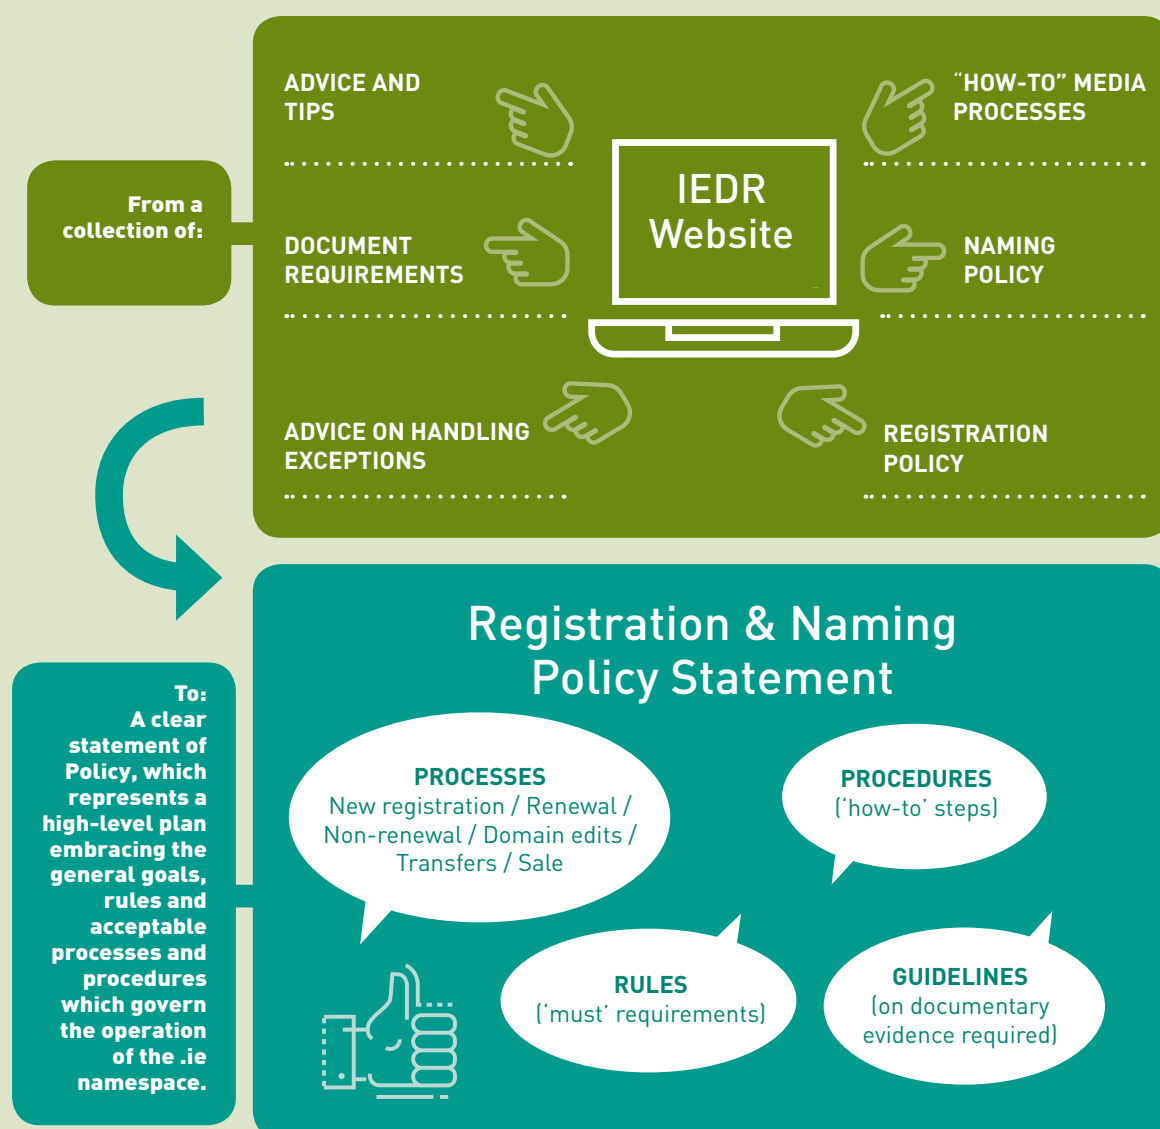 From a
collection of:
ADVICE AND
TIPS
DOCUMENT
REQUIREMENTS
ADVICE ON HANDLING
EXCEPTIONS
IEDR
Website
“HOW-TO” MEDIA
PROCESSES
NAMING
POLICY
REGISTRATION
POLICY
To:
A clear
statement of
Policy, which
represents a
high-level plan
embracing the
general goals,
rules and
acceptable
processes and
procedures
which govern
the operation
of the .ie
namespace.
Registration & Naming
Policy Statement
PROCESSES
New registration / Renewal /
Non-renewal / Domain edits /
Transfers / Sale
PROCEDURES
(‘how-to’ steps)
RULES
(‘must’ requirements)
GUIDELINES
(on documentary
evidence required)